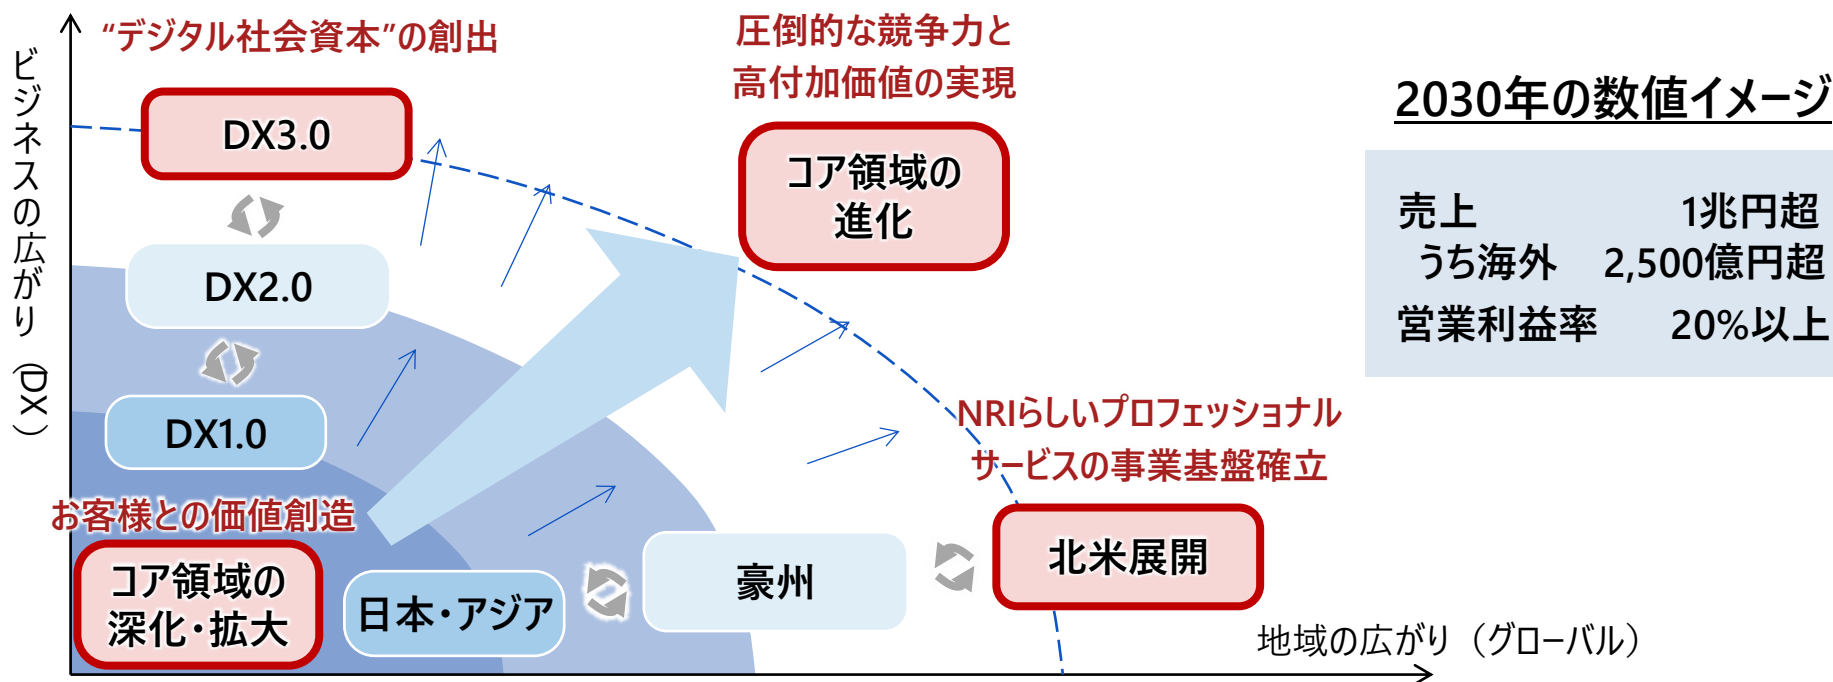 ビジネスの広がり（DX）
“デジタル社会資本”の創出
DX3.0
DX2.0
DX1.0
お客様との価値創造
コア領域の
深化・拡大
日本・アジア
豪州
圧倒的な競争力と
高付加価値の実現
コア領域の
進化
NRIらしいプロフェッショナル
サービスの事業基盤確立
北米展開
地域の広がり（グローバル）
2030年の数値イメージ
売上 1兆円超
うち海外 2,500億円超
営業利益率 20%以上